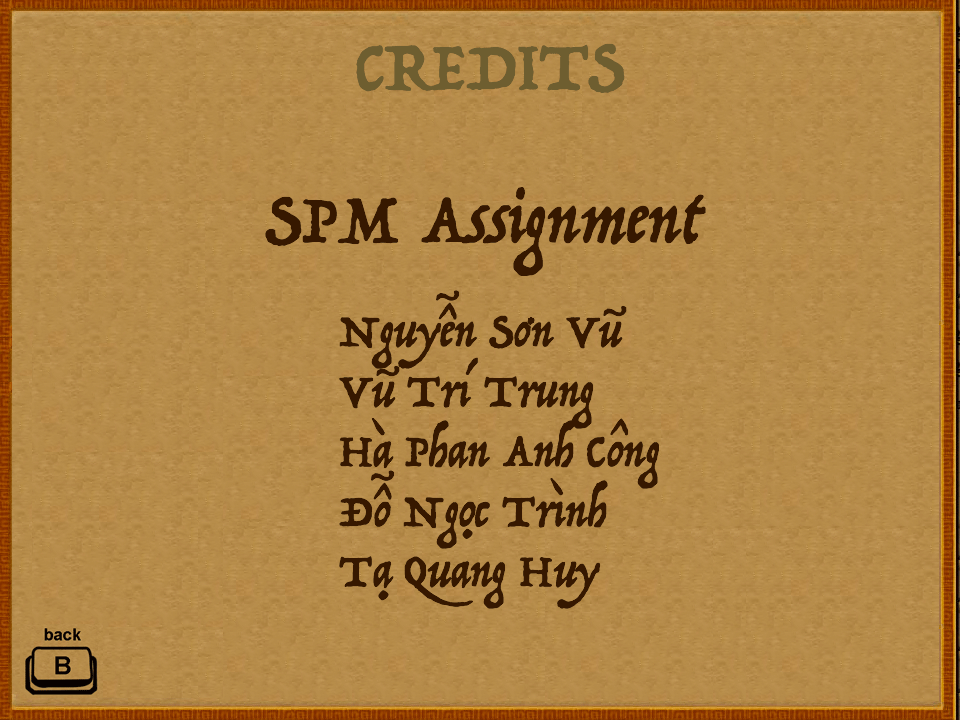 CREDITS
SPM Assignment
Nguyễn Sơn Vũ
Vũ Trí Trung
Hà Phan Anh Công
Đỗ Ngọc Trình
Tạ Quang Huy
back
B